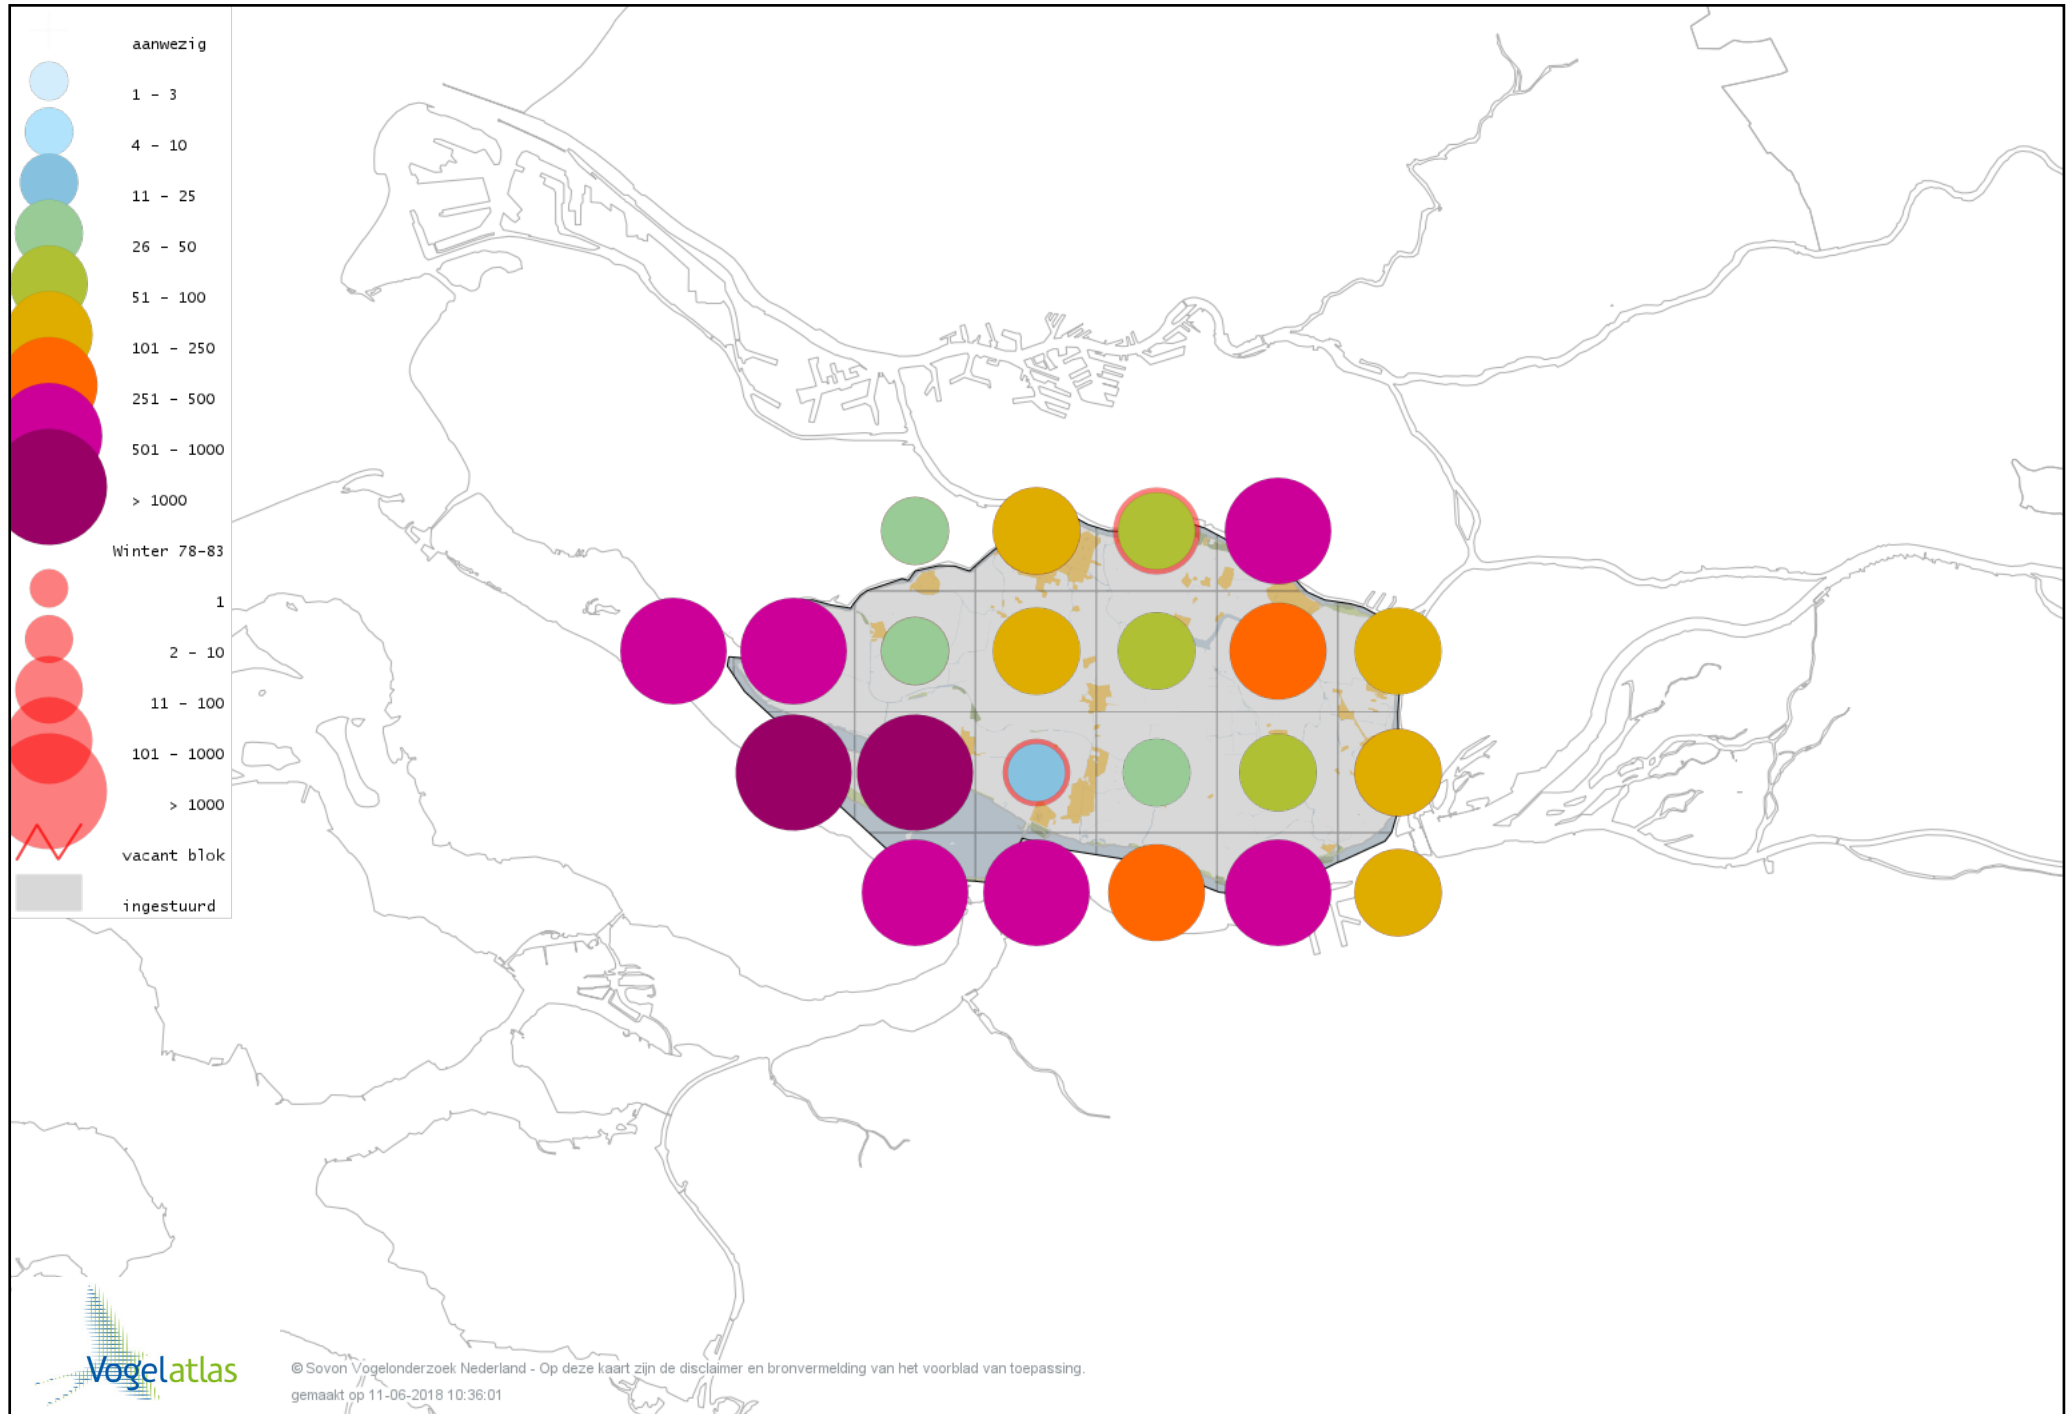 aanwezig
1 - 3
4 - 10
11 - 25
26 - 50
51 - 100
101 - 250
251 - 500
501 - 1000
> 1000
Winter 78-83
1
2 - 10
11 - 100
101 - 1000
> 1000
vacant blok
ingestuurd
Vogelatlas
© Sovon Vogelonderzoek Nederland - Op deze kaart zijn de disclaimer en bronvermelding van het voorblad van toepassing.
gemaakt op 11-06-2018 10:36:01